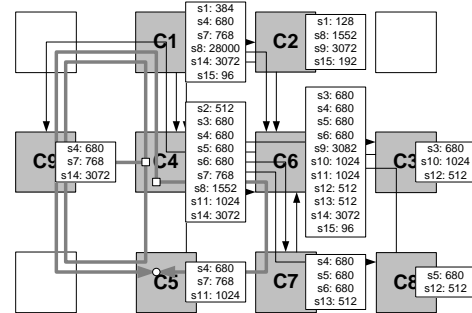 C1
s1: 384
s4: 680
s7: 768
s8: 28000
s14: 3072
s15: 96
C2
s1: 128
s8: 1552
s9: 3072
s15: 192
C9
s4: 680
s7: 768
s14: 3072
C4
s2: 512
s3: 680
s4: 680
s5: 680
s6: 680
s7: 768
s8: 1552
s11: 1024
s14: 3072
C6
s3: 680
s4: 680
s5: 680
s6: 680
s9: 3082
s10: 1024
s11: 1024
s12: 512
s13: 512
s14: 3072
s15: 96
C3
s3: 680
s10: 1024
s12: 512
C5
s4: 680
s7: 768
s11: 1024
C7
s4: 680
s5: 680
s6: 680
s13: 512
C8
s5: 680
s12: 512